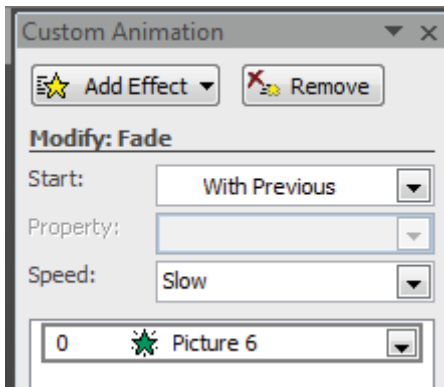 Custom Animation
Add Effect Remove
Modify: Fade
Start: With Previous
Property:
Speed: Slow
0 Picture 6